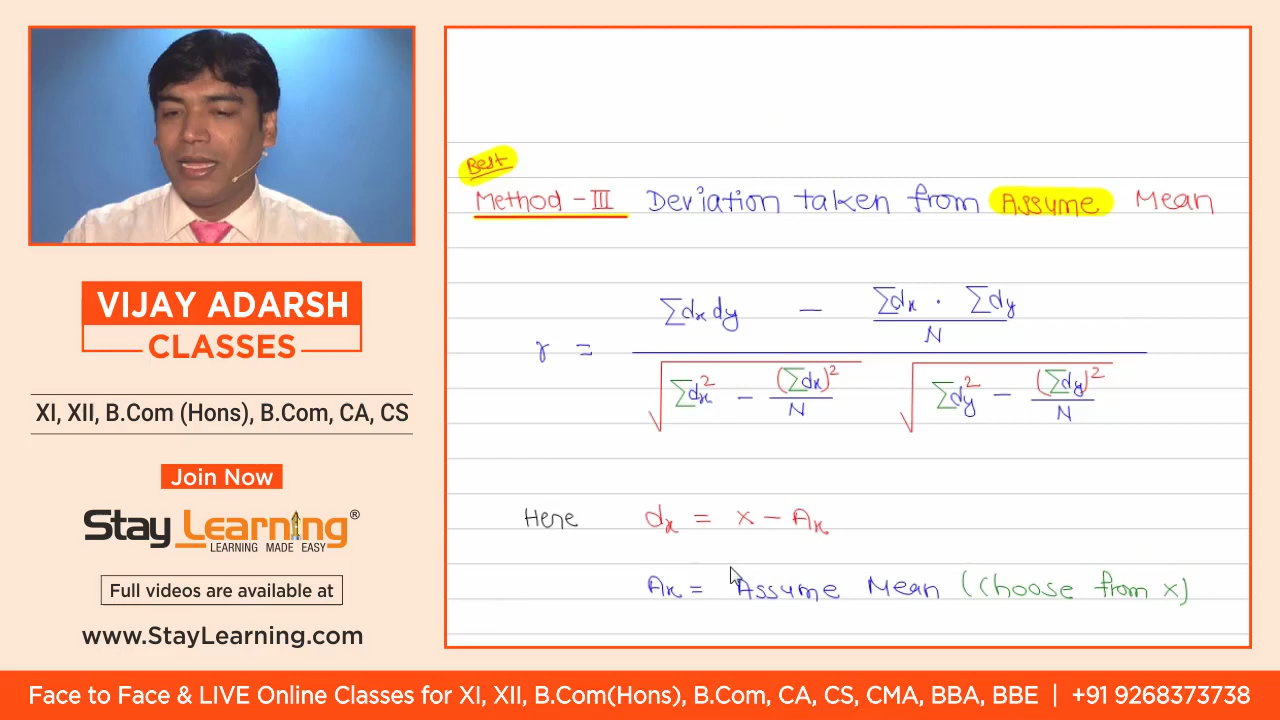 VIJAY ADARSH
CLASSES
XI, XII, B.Com (Hons), B.Com, CA, CS
Join Now
Stay Learning®
LEARNING MADE EASY
Full videos are available at
www.StayLearning.com
Best
Method - III Deviation taken from Assume Mean
r = (Σdx dy - (Σdx · Σdy)/N) / (√(Σdx² - (Σdx)²/N) √(Σdy² - (Σdy)²/N))
Here dx = x - Ax
Ax = Assume Mean (Choose from x)
Face to Face & LIVE Online Classes for XI, XII, B.Com(Hons), B.Com, CA, CS, CMA, BBA, BBE | +91 9268373738